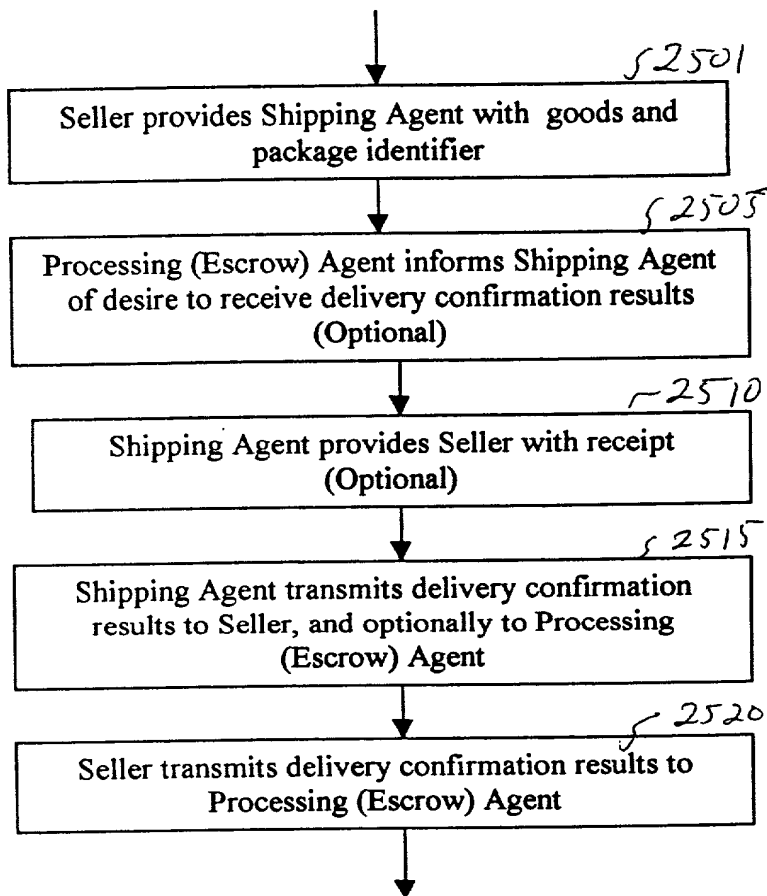 2501
Seller provides Shipping Agent with goods and
package identifier
2505
Processing (Escrow) Agent informs Shipping Agent
of desire to receive delivery confirmation results
(Optional)
2510
Shipping Agent provides Seller with receipt
(Optional)
2515
Shipping Agent transmits delivery confirmation
results to Seller, and optionally to Processing
(Escrow) Agent
2520
Seller transmits delivery confirmation results to
Processing (Escrow) Agent